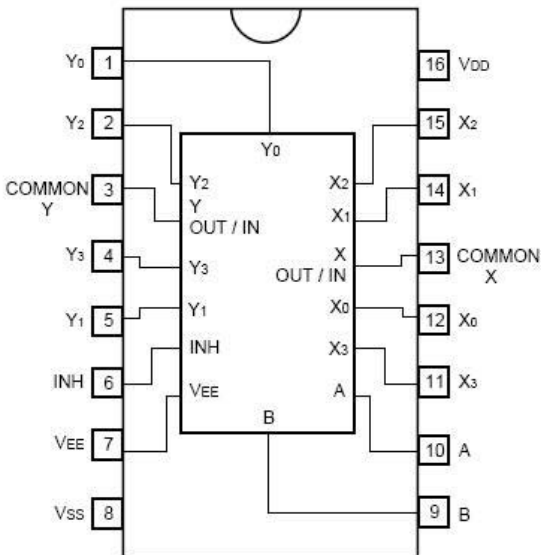 Y0 1
Y2 2
COMMON
Y
3
Y3 4
Y1 5
INH 6
VEE 7
VSS 8
Y0
Y2
Y
OUT / IN
Y3
Y1
INH
VEE
B
X2
X1
X
OUT / IN
X0
X3
A
16 VDD
15 X2
14 X1
13 COMMON
X
12 X0
11 X3
10 A
9 B